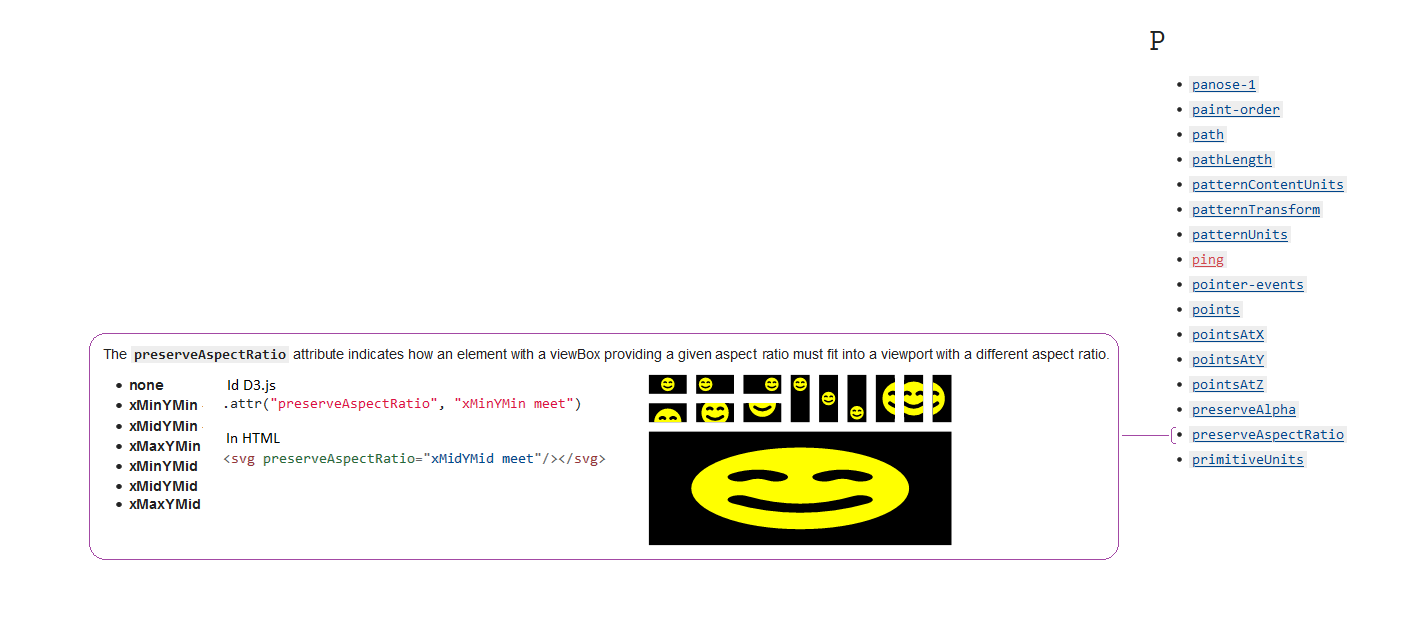 P
panose-1
paint-order
path
pathLength
patternContentUnits
patternTransform
patternUnits
ping
pointer-events
points
pointsAtX
pointsAtY
pointsAtZ
preserveAlpha
preserveAspectRatio
primitiveUnits
The preserveAspectRatio attribute indicates how an element with a viewBox providing a given aspect ratio must fit into a viewport with a different aspect ratio.
none
xMinYMin
xMidYMin
xMaxYMin
xMinYMid
xMidYMid
xMaxYMid
Id D3.js
.attr("preserveAspectRatio", "xMinYMin meet")
In HTML
<svg preserveAspectRatio="xMidYMid meet"/></svg>